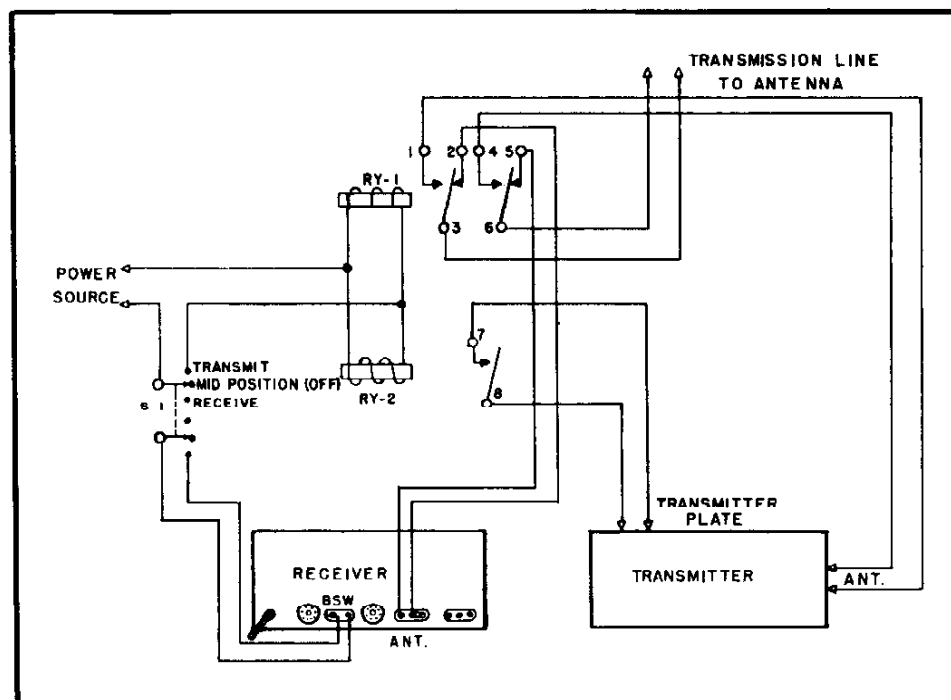 TRANSMISSION LINE
TO ANTENNA
1
2
4
5
RY-1
3
6
POWER
SOURCE
7
TRANSMIT
MID POSITION (OFF)
RECEIVE
RY-2
8
TRANSMITTER
PLATE
RECEIVER
TRANSMITTER
ANT.
BSW
ANT.